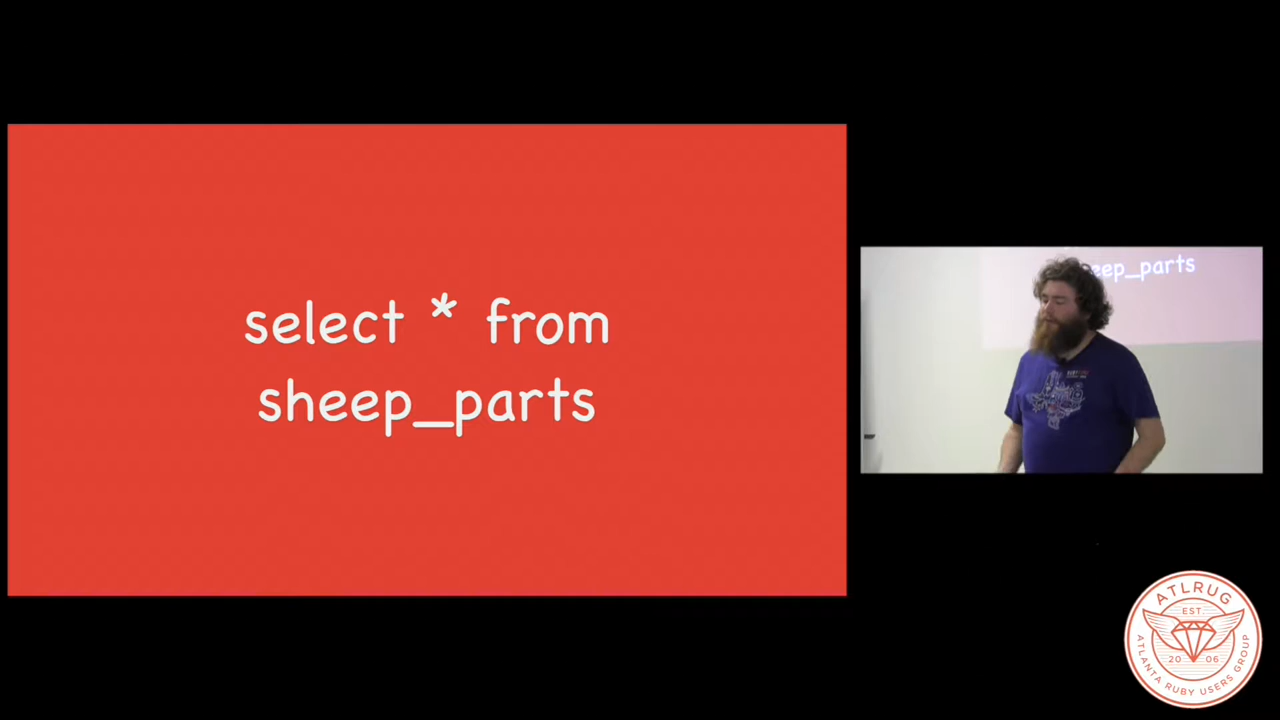 select * from
sheep_parts
eep_parts
ATLRUG
EST.
20 06
ATLANTA RUBY USERS GROUP